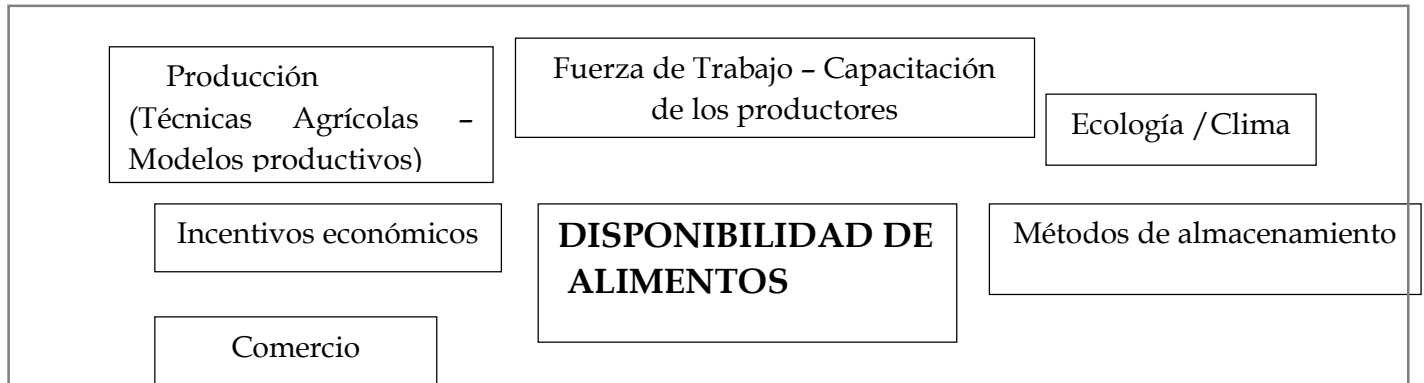 Producción
(Técnicas Agrícolas –
Modelos productivos)
Fuerza de Trabajo – Capacitación
de los productores
Ecología /Clima
Incentivos económicos
DISPONIBILIDAD DE
ALIMENTOS
Métodos de almacenamiento
Comercio